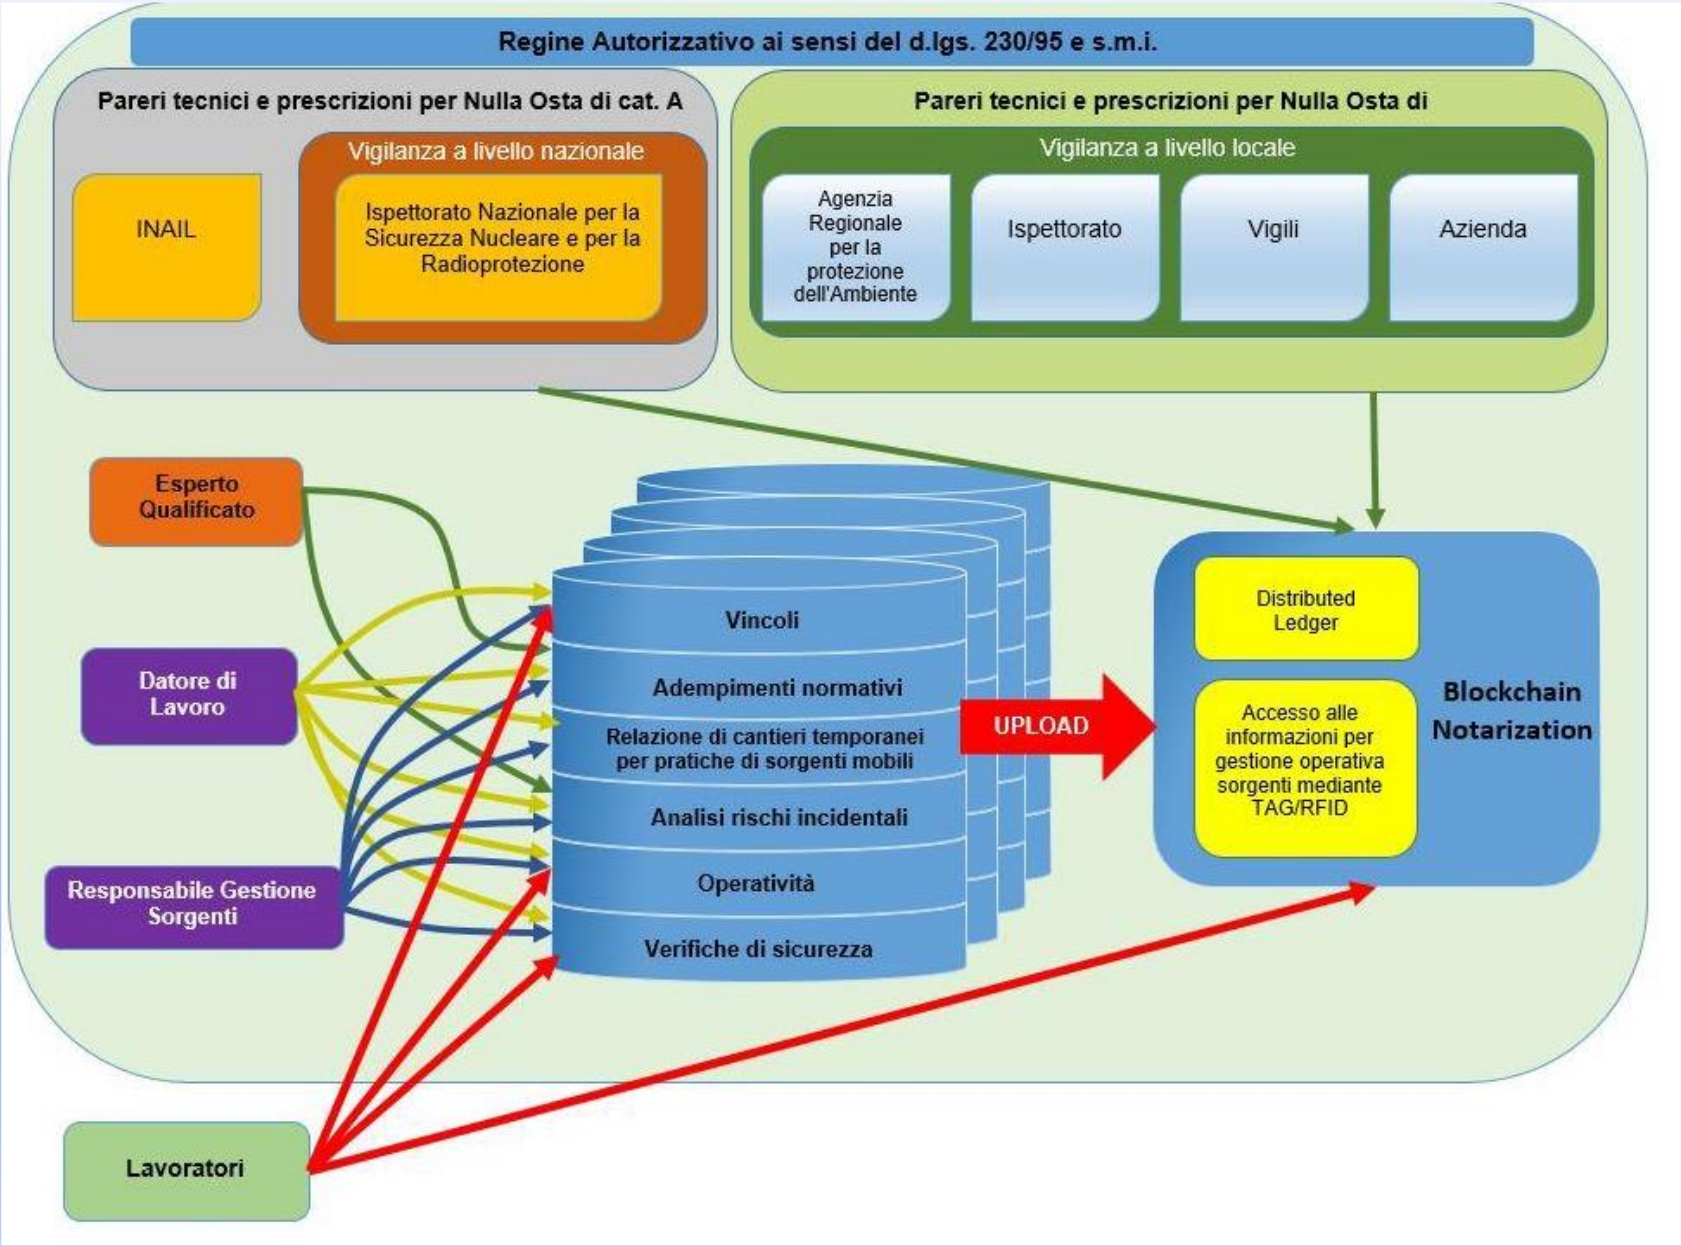 Regine Autorizzativo ai sensi del d.lgs. 230/95 e s.m.i.
Pareri tecnici e prescrizioni per Nulla Osta di cat. A
Vigilanza a livello nazionale
INAIL
Ispettorato Nazionale per la
Sicurezza Nucleare e per la
Radioprotezione
Pareri tecnici e prescrizioni per Nulla Osta di
Vigilanza a livello locale
Agenzia
Regionale
per la
protezione
dell'Ambiente
Ispettorato
Vigili
Azienda
Esperto
Qualificato
Datore di
Lavoro
Responsabile Gestione
Sorgenti
Lavoratori
Vincoli
Adempimenti normativi
Relazione di cantieri temporanei
per pratiche di sorgenti mobili
Analisi rischi incidentali
Operatività
Verifiche di sicurezza
UPLOAD
Distributed
Ledger
Accesso alle
informazioni per
gestione operativa
sorgenti mediante
TAG/RFID
Blockchain
Notarization